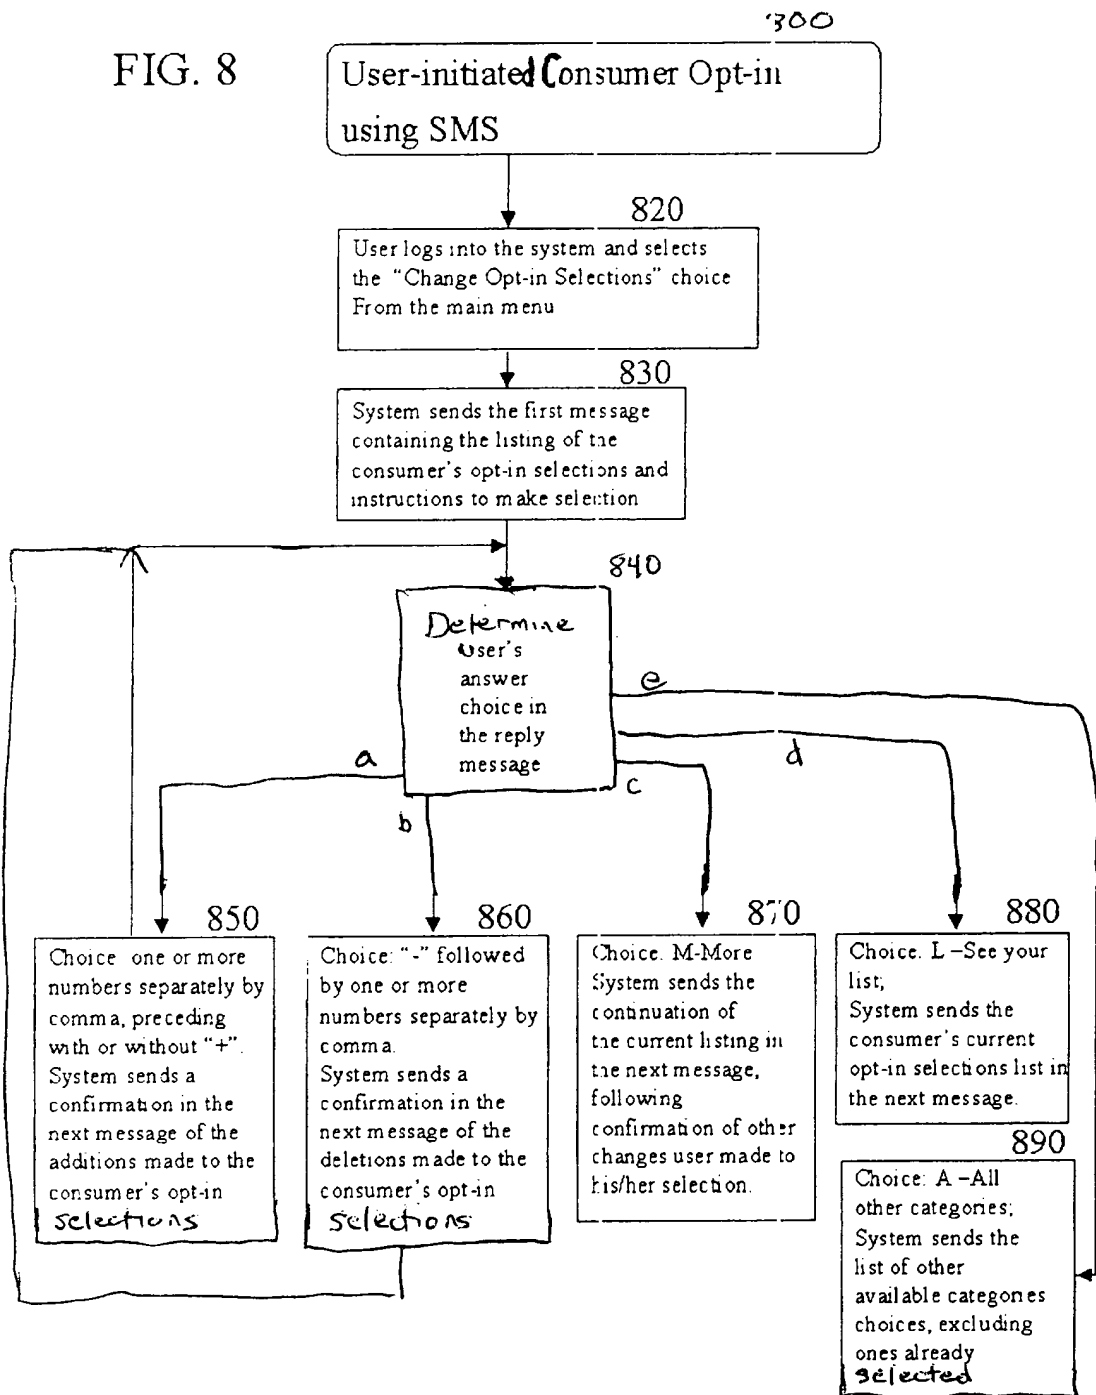 300
FIG. 8
User-initiated Consumer Opt-in
using SMS
820
User logs into the system and selects
the "Change Opt-in Selections" choice
From the main menu
830
System sends the first message
containing the listing of the
consumer's opt-in selections and
instructions to make selection
840
Determine
User's
answer
choice in
the reply
message
e
d
c
a
b
850
Choice one or more
numbers separately by
comma, preceding
with or without "+".
System sends a
confirmation in the
next message of the
additions made to the
consumer's opt-in
selections
860
Choice: "-" followed
by one or more
numbers separately by
comma.
System sends a
confirmation in the
next message of the
deletions made to the
consumer's opt-in
selections
870
Choice. M-More
System sends the
continuation of
the current listing in
the next message,
following
confirmation of other
changes user made to
his/her selection.
880
Choice. L –See your
list;
System sends the
consumer's current
opt-in selections list in
the next message.
890
Choice: A –All
other categories;
System sends the
list of other
available categories
choices, excluding
ones already
selected